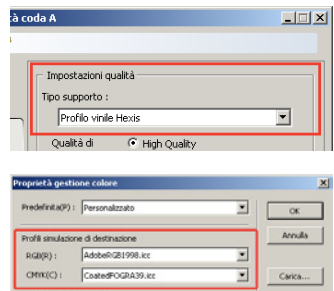 tà coda A
Impostazioni qualità
Tipo supporto :
Profilo vinile Hexis
Qualità di High Quality
Proprietà gestione colore
Predefinita(P) : Personalizzato
OK
Profili simulazione di destinazione
Annulla
RGB(R) : AdobeRGB1998.icc
CMYK(C) : CoatedFOGRA39.icc
Carica...